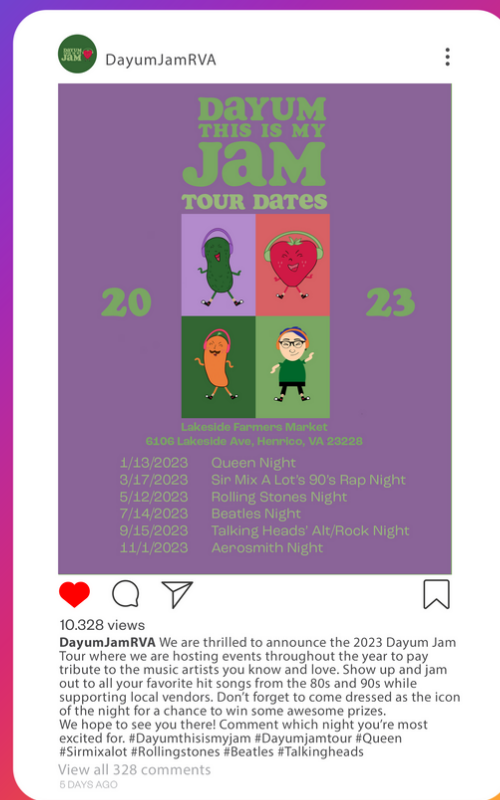 DayumJamRVA
DAYUM
THIS IS MY
JAM
TOUR DATES
20
23
Lakeside Farmers Market
6106 Lakeside Ave, Henrico, VA 23228
1/13/2023 Queen Night
3/17/2023 Sir Mix A Lot's 90's Rap Night
5/12/2023 Rolling Stones Night
7/14/2023 Beatles Night
9/15/2023 Talking Heads' Alt/Rock Night
11/1/2023 Aerosmith Night
10.328 views
DayumJamRVA We are thrilled to announce the 2023 Dayum Jam
Tour where we are hosting events throughout the year to pay
tribute to the music artists you know and love. Show up and jam
out to all your favorite hit songs from the 80s and 90s while
supporting local vendors. Don't forget to come dressed as the icon
of the night for a chance to win some awesome prizes.
We hope to see you there! Comment which night you're most
excited for. #Dayumthisismyjam #Dayumjamtour #Queen
#Sirmixalot #Rollingstones #Beatles #Talkingheads
View all 328 comments
5 DAYS AGO